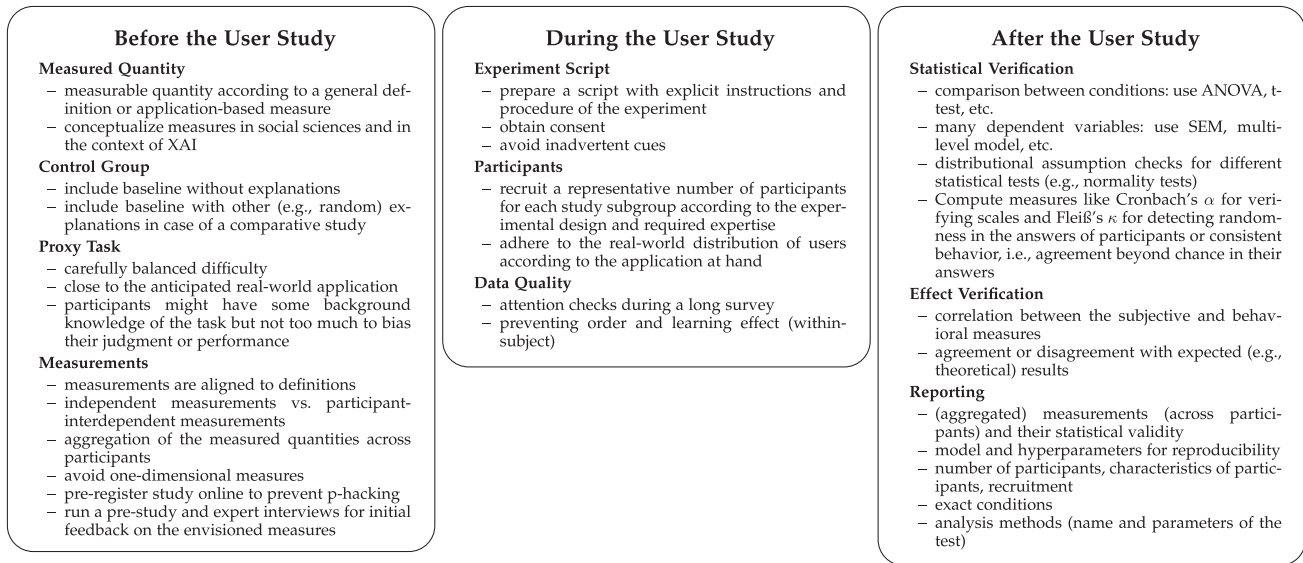 Before the User Study
Measured Quantity
– measurable quantity according to a general def-
inition or application-based measure
– conceptualize measures in social sciences and in
the context of XAI
Control Group
– include baseline without explanations
– include baseline with other (e.g., random) ex-
planations in case of a comparative study
Proxy Task
– carefully balanced difficulty
– close to the anticipated real-world application
– participants might have some background
knowledge of the task but not too much to bias
their judgment or performance
Measurements
– measurements are aligned to definitions
– independent measurements vs. participant-
interdependent measurements
– aggregation of the measured quantities across
participants
– avoid one-dimensional measures
– pre-register study online to prevent p-hacking
– run a pre-study and expert interviews for initial
feedback on the envisioned measures
During the User Study
Experiment Script
– prepare a script with explicit instructions and
procedure of the experiment
– obtain consent
– avoid inadvertent cues
Participants
– recruit a representative number of participants
for each study subgroup according to the exper-
imental design and required expertise
– adhere to the real-world distribution of users
according to the application at hand
Data Quality
– attention checks during a long survey
– preventing order and learning effect (within-
subject)
After the User Study
Statistical Verification
– comparison between conditions: use ANOVA, t-
test, etc.
– many dependent variables: use SEM, multi-
level model, etc.
– distributional assumption checks for different
statistical tests (e.g., normality tests)
– Compute measures like Cronbach's α for veri-
fying scales and Fleiß's κ for detecting random-
ness in the answers of participants or consistent
behavior, i.e., agreement beyond chance in their
answers
Effect Verification
– correlation between the subjective and behav-
ioral measures
– agreement or disagreement with expected (e.g.,
theoretical) results
Reporting
– (aggregated) measurements (across partici-
pants) and their statistical validity
– model and hyperparameters for reproducibility
– number of participants, characteristics of partic-
ipants, recruitment
– exact conditions
– analysis methods (name and parameters of the
test)